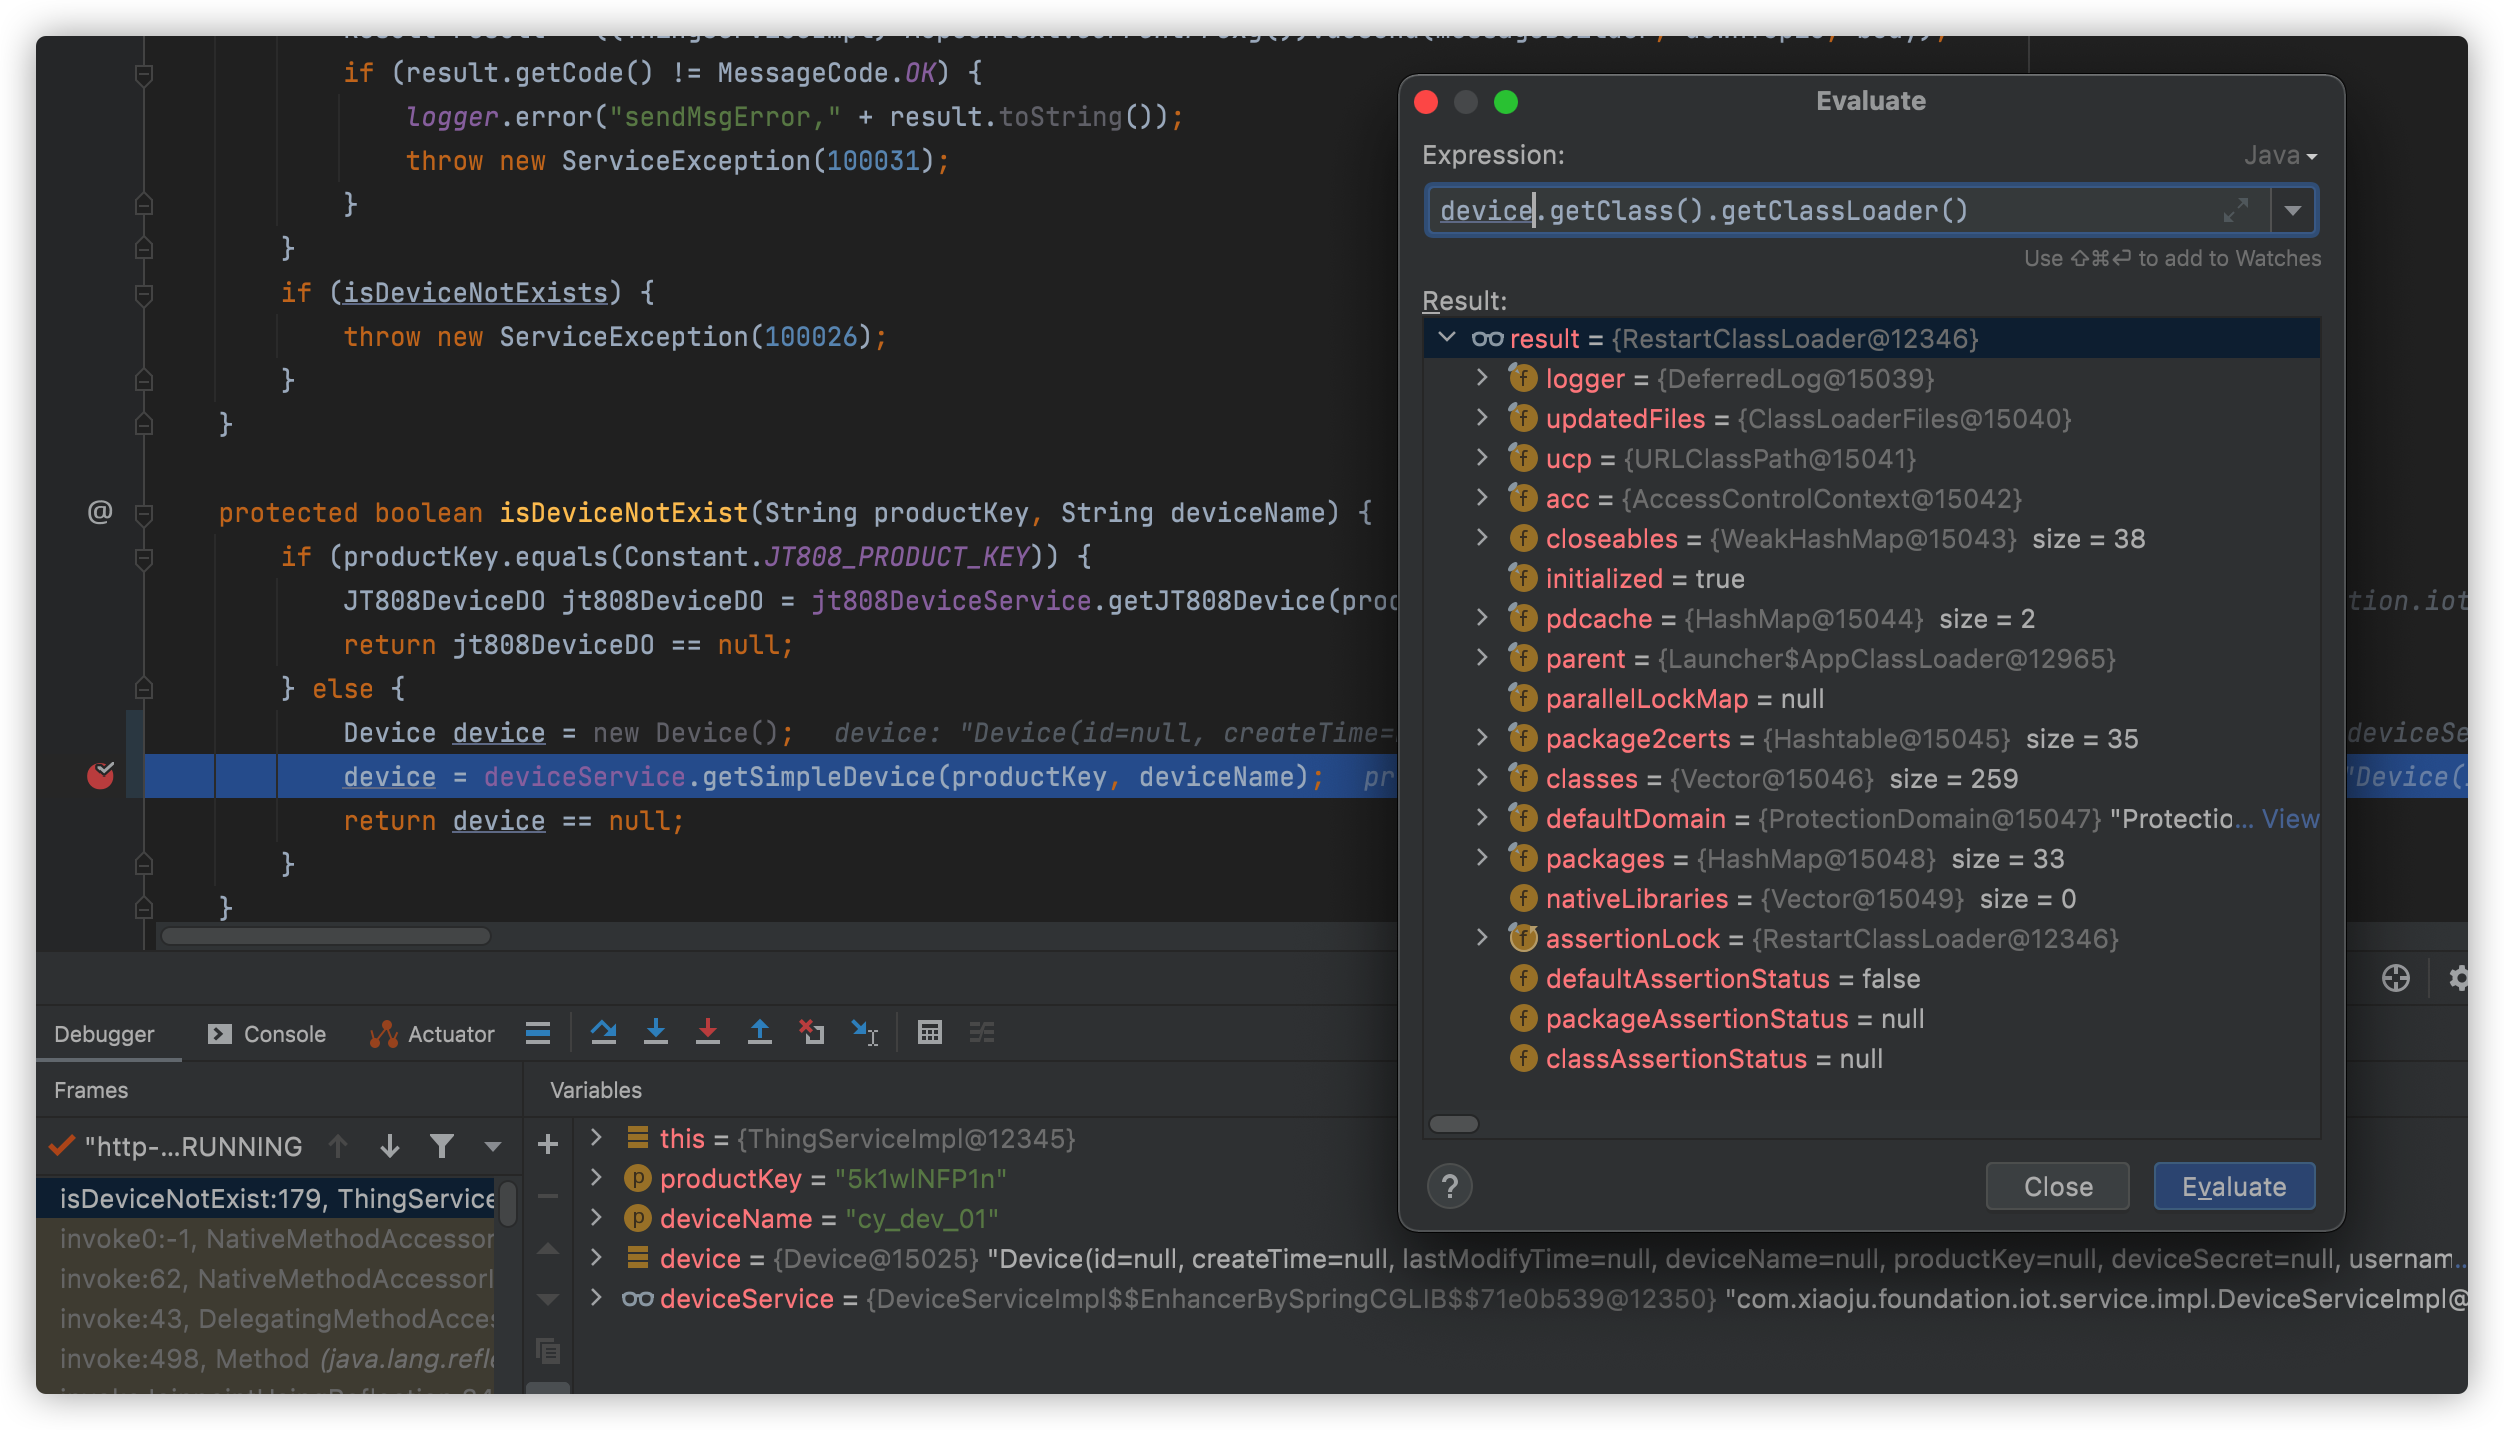 if (result.getCode() != MessageCode.OK) {
logger.error("sendMsgError," + result.toString());
throw new ServiceException(100031);
}
}
if (isDeviceNotExists) {
throw new ServiceException(100026);
}
}
@ protected boolean isDeviceNotExist(String productKey, String deviceName) {
if (productKey.equals(Constant.JT808_PRODUCT_KEY)) {
JT808DeviceDO jt808DeviceDO = jt808DeviceService.getJT808Device(prod
tion.iot
return jt808DeviceDO == null;
} else {
Device device = new Device(); device: "Device(id=null, createTime=
deviceSe
device = deviceService.getSimpleDevice(productKey, deviceName); pr
"Device(
return device == null;
}
}
Evaluate
Expression:
Java
device.getClass().getClassLoader()
Use ⇧⌘⏎ to add to Watches
Result:
result = {RestartClassLoader@12346}
logger = {DeferredLog@15039}
updatedFiles = {ClassLoaderFiles@15040}
ucp = {URLClassPath@15041}
acc = {AccessControlContext@15042}
closeables = {WeakHashMap@15043} size = 38
initialized = true
pdcache = {HashMap@15044} size = 2
parent = {Launcher$AppClassLoader@12965}
parallelLockMap = null
package2certs = {Hashtable@15045} size = 35
classes = {Vector@15046} size = 259
defaultDomain = {ProtectionDomain@15047} "Protectio... View
packages = {HashMap@15048} size = 33
nativeLibraries = {Vector@15049} size = 0
assertionLock = {RestartClassLoader@12346}
defaultAssertionStatus = false
packageAssertionStatus = null
classAssertionStatus = null
?
Close
Evaluate
Debugger
Console
Actuator
Frames
Variables
"http-...RUNNING
isDeviceNotExist:179, ThingService
invoke0:-1, NativeMethodAccessor
invoke:62, NativeMethodAccessorI
invoke:43, DelegatingMethodAcces
invoke:498, Method (java.lang.refle
this = {ThingServiceImpl@12345}
productKey = "5k1wlNFP1n"
deviceName = "cy_dev_01"
device = {Device@15025} "Device(id=null, createTime=null, lastModifyTime=null, deviceName=null, productKey=null, deviceSecret=null, usernam...
deviceService = {DeviceServiceImpl$$EnhancerBySpringCGLIB$$71e0b539@12350} "com.xiaoju.foundation.iot.service.impl.DeviceServiceImpl@